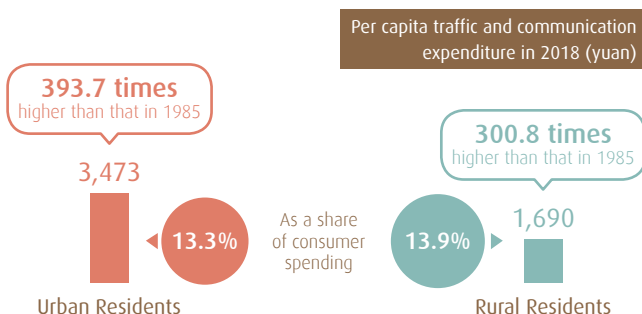 Per capita traffic and communication
expenditure in 2018 (yuan)
393.7 times
higher than that in 1985
3,473
13.3%
Urban Residents
As a share
of consumer
spending
300.8 times
higher than that in 1985
1,690
13.9%
Rural Residents